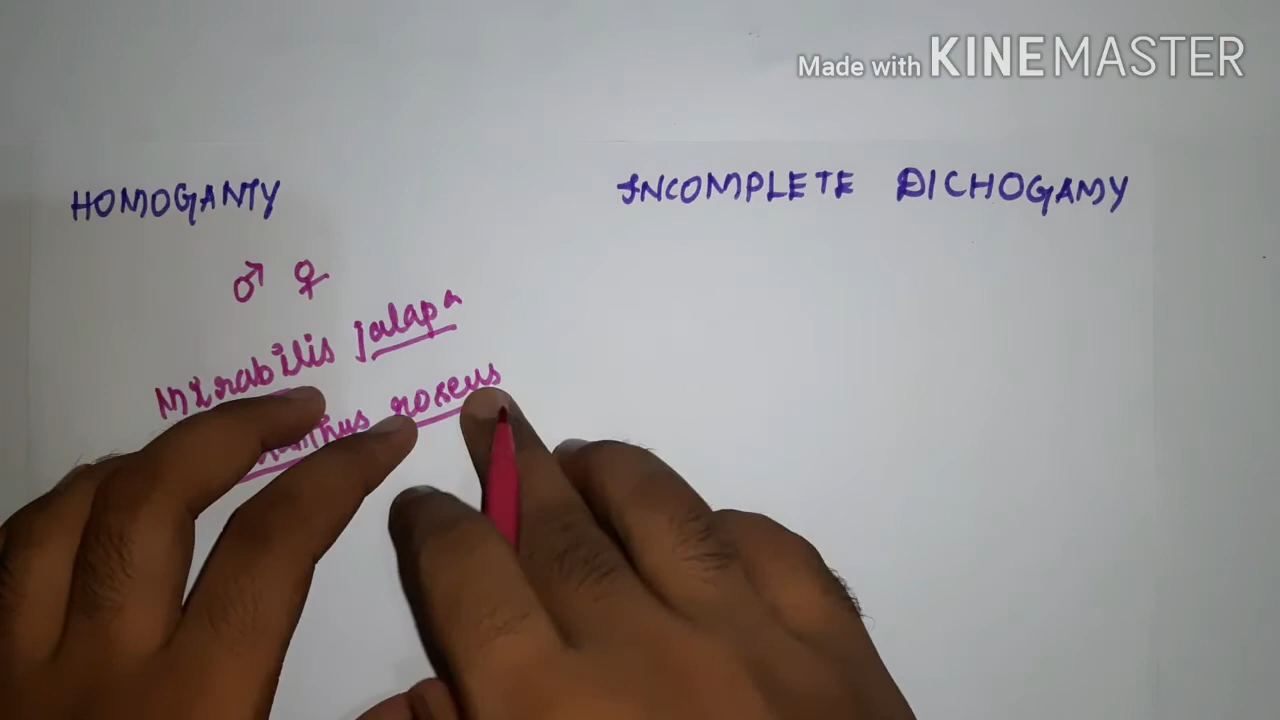 Made with KINEMASTER
HOMOGAMY
INCOMPLETE DICHOGAMY
♂ ♀
Mirabilis jalapa
roseus